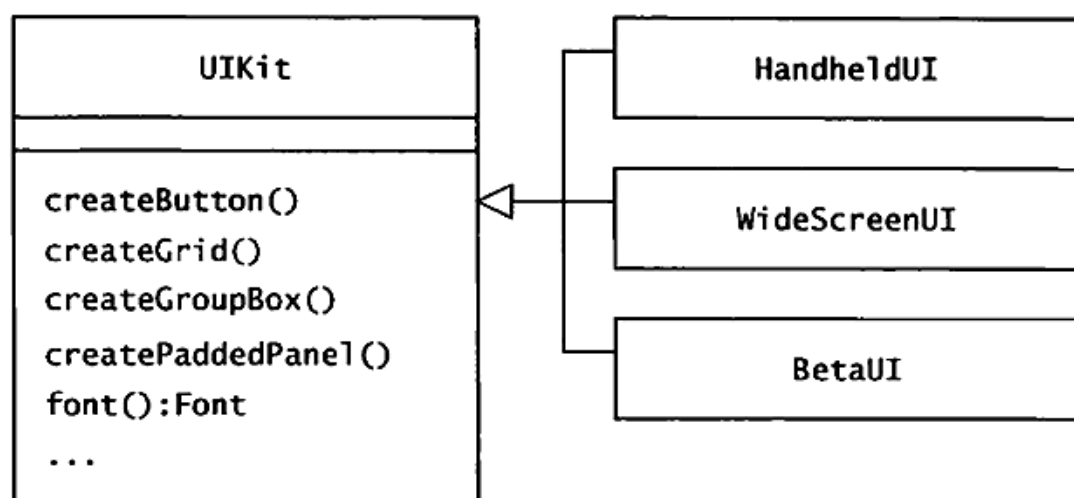 UIKit
createButton()
createGrid()
createGroupBox()
createPaddedPanel()
font():Font
...
HandheldUI
WideScreenUI
BetaUI